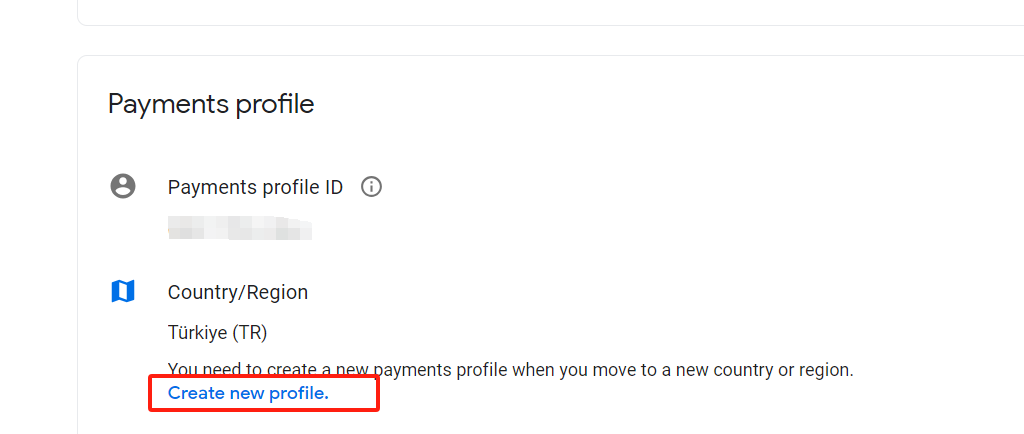 Payments profile
Payments profile ID
Country/Region
Türkiye (TR)
You need to create a new payments profile when you move to a new country or region.
Create new profile.